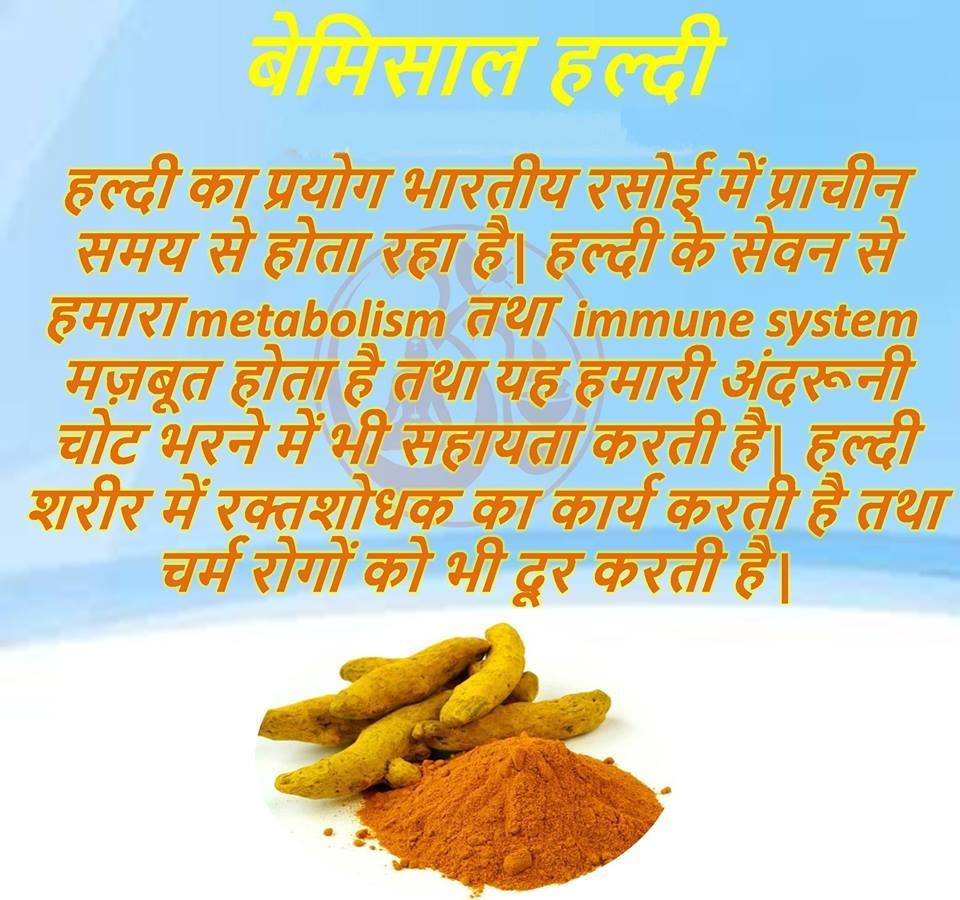 बेमिसाल हल्दी
हल्दी का प्रयोग भारतीय रसोई में प्राचीन
समय से होता रहा है| हल्दी के सेवन से
हमारा metabolism तथा immune system
मज़बूत होता है तथा यह हमारी अंदरूनी
चोट भरने में भी सहायता करती है| हल्दी
शरीर में रक्तशोधक का कार्य करती है तथा
चर्म रोगों को भी दूर करती है|